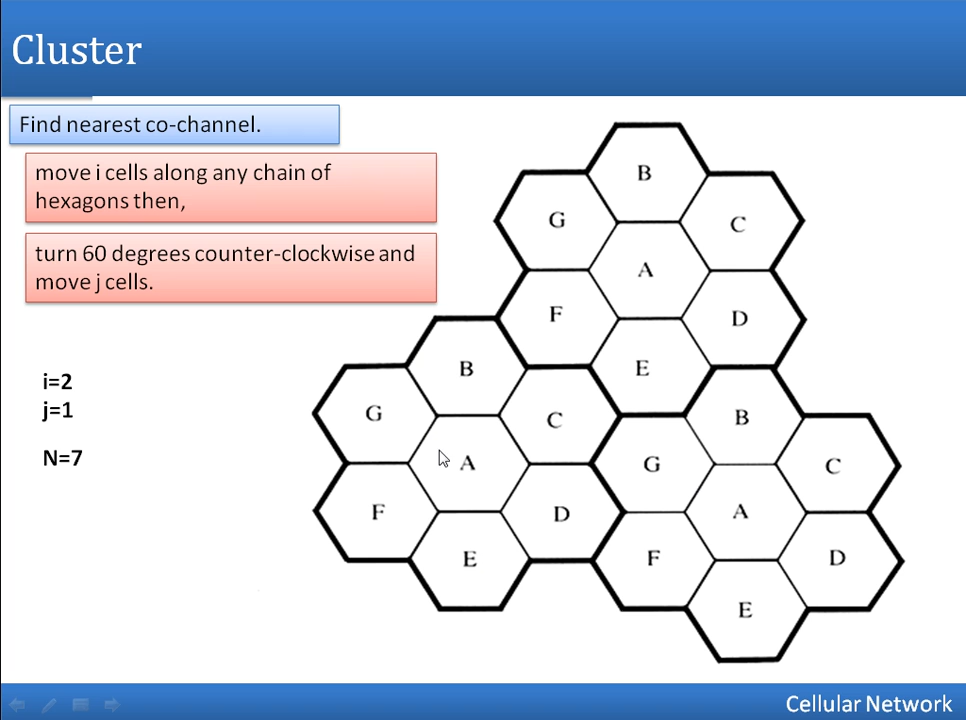 Cluster
Find nearest co-channel.
move i cells along any chain of
hexagons then,
turn 60 degrees counter-clockwise and
move j cells.
i=2
j=1
N=7
B
G
C
A
F
D
E
B
G
C
A
F
D
E
B
G
C
A
F
D
E
Cellular Network